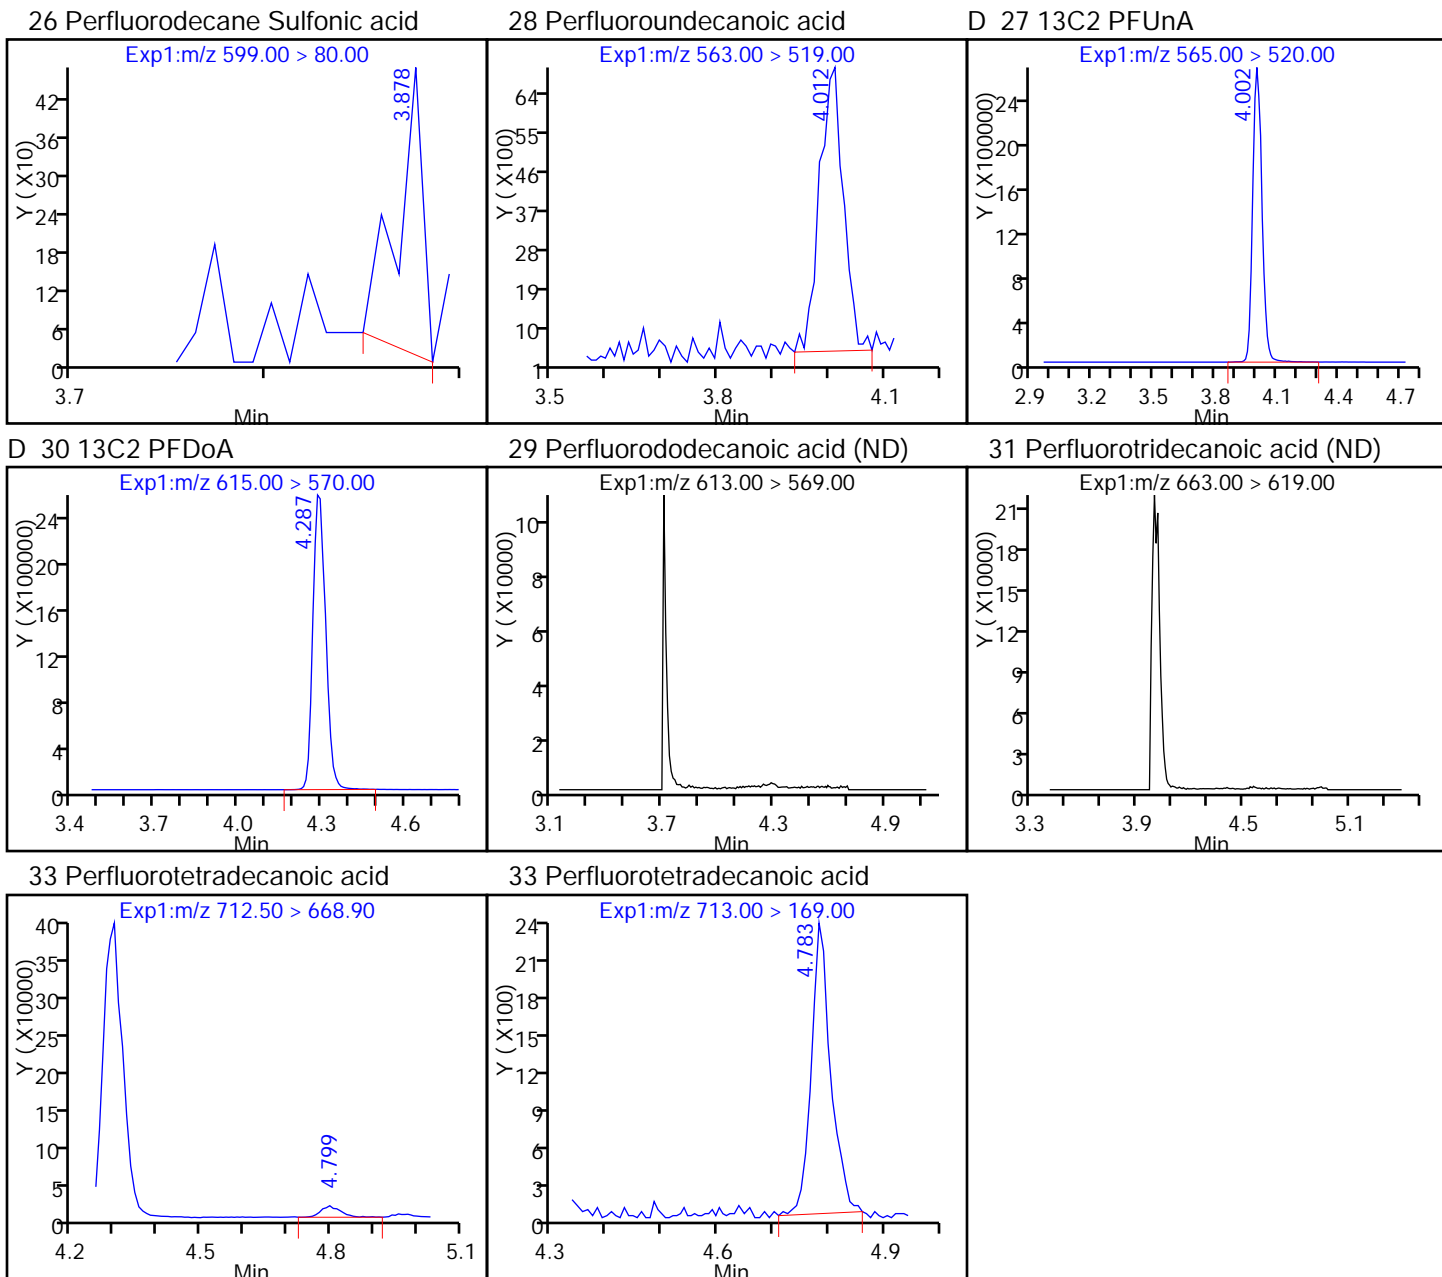 26 Perfluorodecane Sulfonic acid
Exp1:m/z 599.00 > 80.00
3.878
Y ( X10)
42
36
30
24
18
12
6
0
3.7
Min
28 Perfluoroundecanoic acid
Exp1:m/z 563.00 > 519.00
4.012
Y ( X100)
64
55
46
37
28
19
10
1
3.5 3.8 4.1
Min
D 27 13C2 PFUnA
Exp1:m/z 565.00 > 520.00
4.002
Y ( X100000)
24
20
16
12
8
4
0
2.9 3.2 3.5 3.8 4.1 4.4 4.7
Min
D 30 13C2 PFDoA
Exp1:m/z 615.00 > 570.00
4.287
Y ( X100000)
24
20
16
12
8
4
0
3.4 3.7 4.0 4.3 4.6
Min
29 Perfluorododecanoic acid (ND)
Exp1:m/z 613.00 > 569.00
Y ( X10000)
10
8
6
4
2
0
3.1 3.7 4.3 4.9
Min
31 Perfluorotridecanoic acid (ND)
Exp1:m/z 663.00 > 619.00
Y ( X10000)
21
18
15
12
9
6
3
0
3.3 3.9 4.5 5.1
Min
33 Perfluorotetradecanoic acid
Exp1:m/z 712.50 > 668.90
4.799
Y ( X10000)
40
35
30
25
20
15
10
5
0
4.2 4.5 4.8 5.1
Min
33 Perfluorotetradecanoic acid
Exp1:m/z 713.00 > 169.00
4.783
Y ( X100)
24
21
18
15
12
9
6
3
0
4.3 4.6 4.9
Min